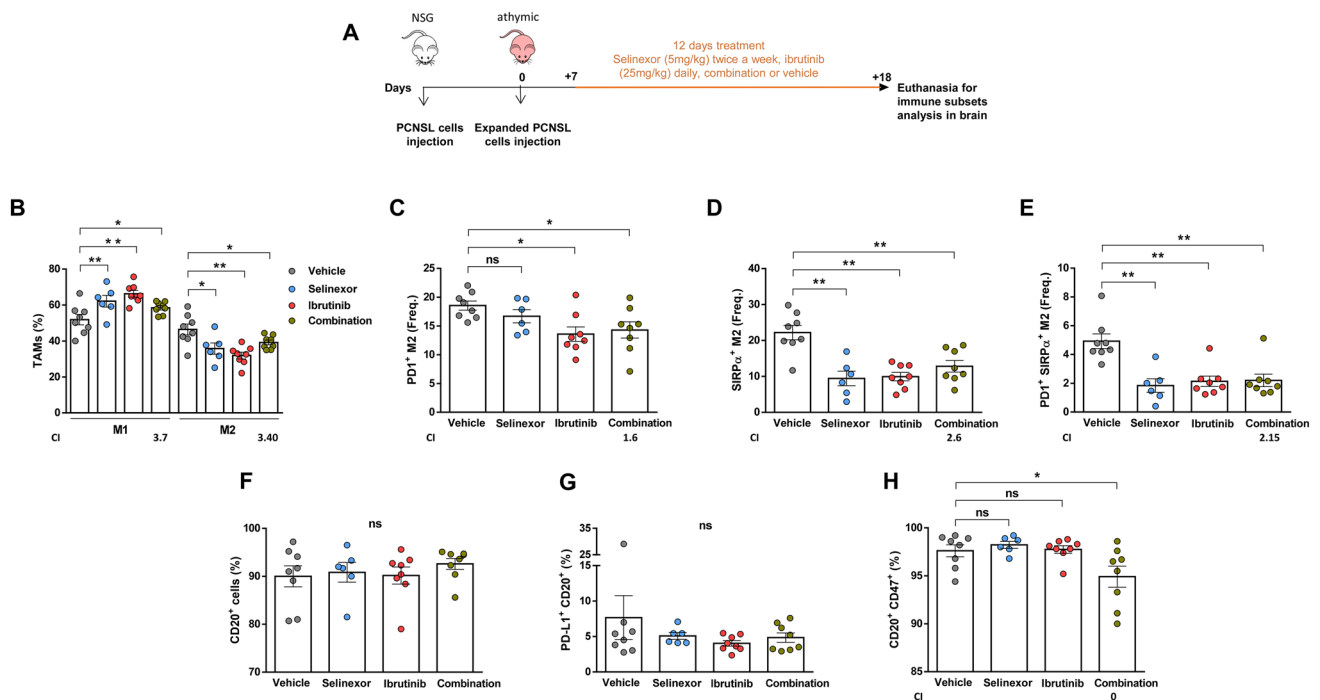 A
NSG
athymic
12 days treatment
Selinexor (5mg/kg) twice a week, ibrutinib
(25mg/kg) daily, combination or vehicle
Days
0
+7
+18
PCNSL cells
injection
Expanded PCNSL
cells injection
Euthanasia for
immune subsets
analysis in brain
B
TAMs (%)
80
60
40
20
0
*
* *
**
*
**
*
M1
M2
CI
3.7
3.40
Vehicle
Selinexor
Ibrutinib
Combination
C
PD1+ M2 (Freq.)
25
20
15
10
5
0
*
*
ns
Vehicle Selinexor Ibrutinib Combination
CI
1.6
D
SIRPα+ M2 (Freq.)
40
30
20
10
0
**
**
**
Vehicle Selinexor Ibrutinib Combination
CI
2.6
E
PD1+ SIRPα+ M2 (Freq.)
10
8
6
4
2
0
**
**
**
Vehicle Selinexor Ibrutinib Combination
CI
2.15
F
CD20+ cells (%)
100
90
80
70
ns
Vehicle Selinexor Ibrutinib Combination
G
PD-L1+ CD20+ (%)
35
25
15
10
5
0
ns
Vehicle Selinexor Ibrutinib Combination
H
CD20+ CD47+ (%)
100
95
90
85
*
ns
ns
Vehicle Selinexor Ibrutinib Combination
CI
0